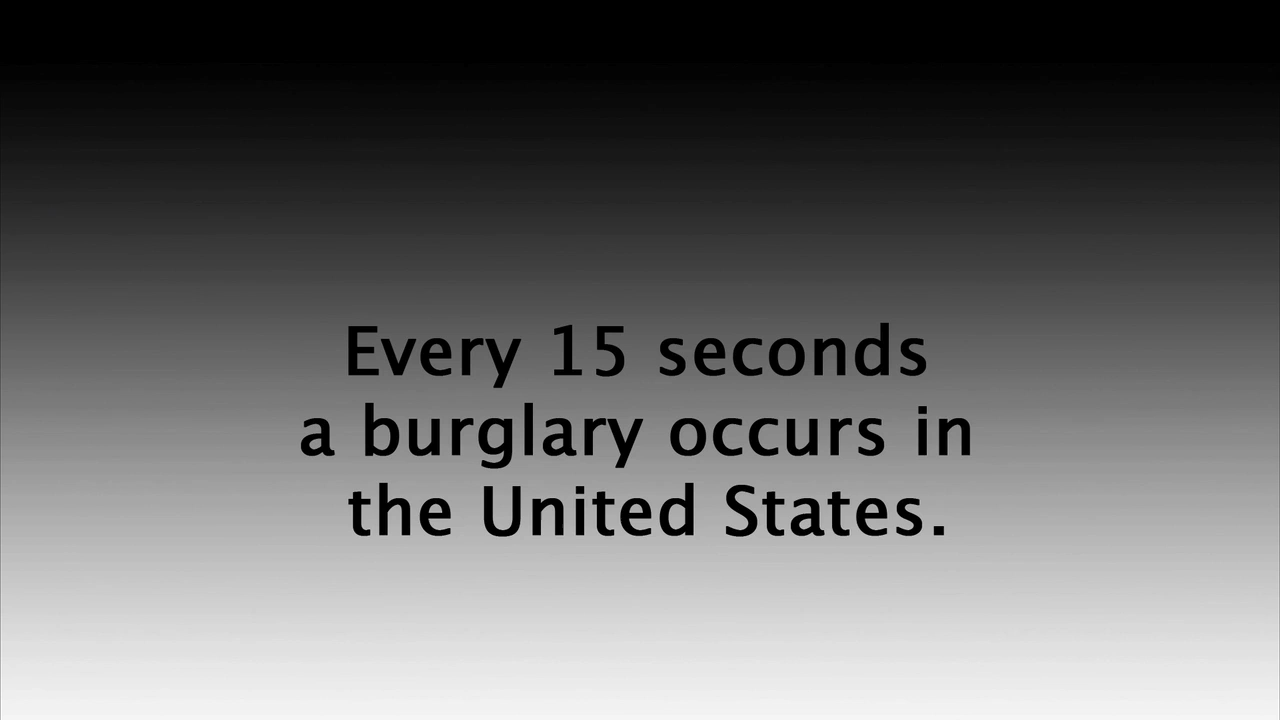 Every 15 seconds
a burglary occurs in
the United States.